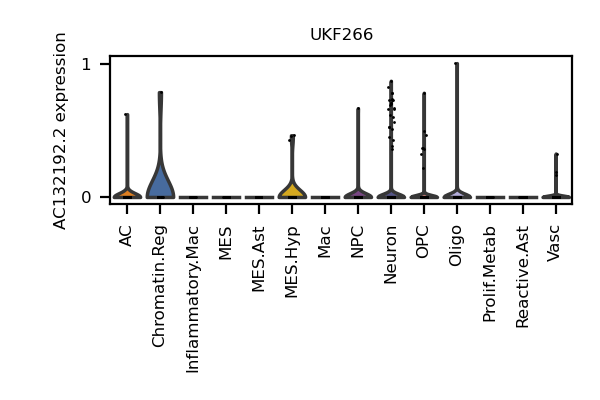 UKF266
AC132192.2 expression
1
0
AC
Chromatin.Reg
Inflammatory.Mac
MES
MES.Ast
MES.Hyp
Mac
NPC
Neuron
OPC
Oligo
Prolif.Metab
Reactive.Ast
Vasc